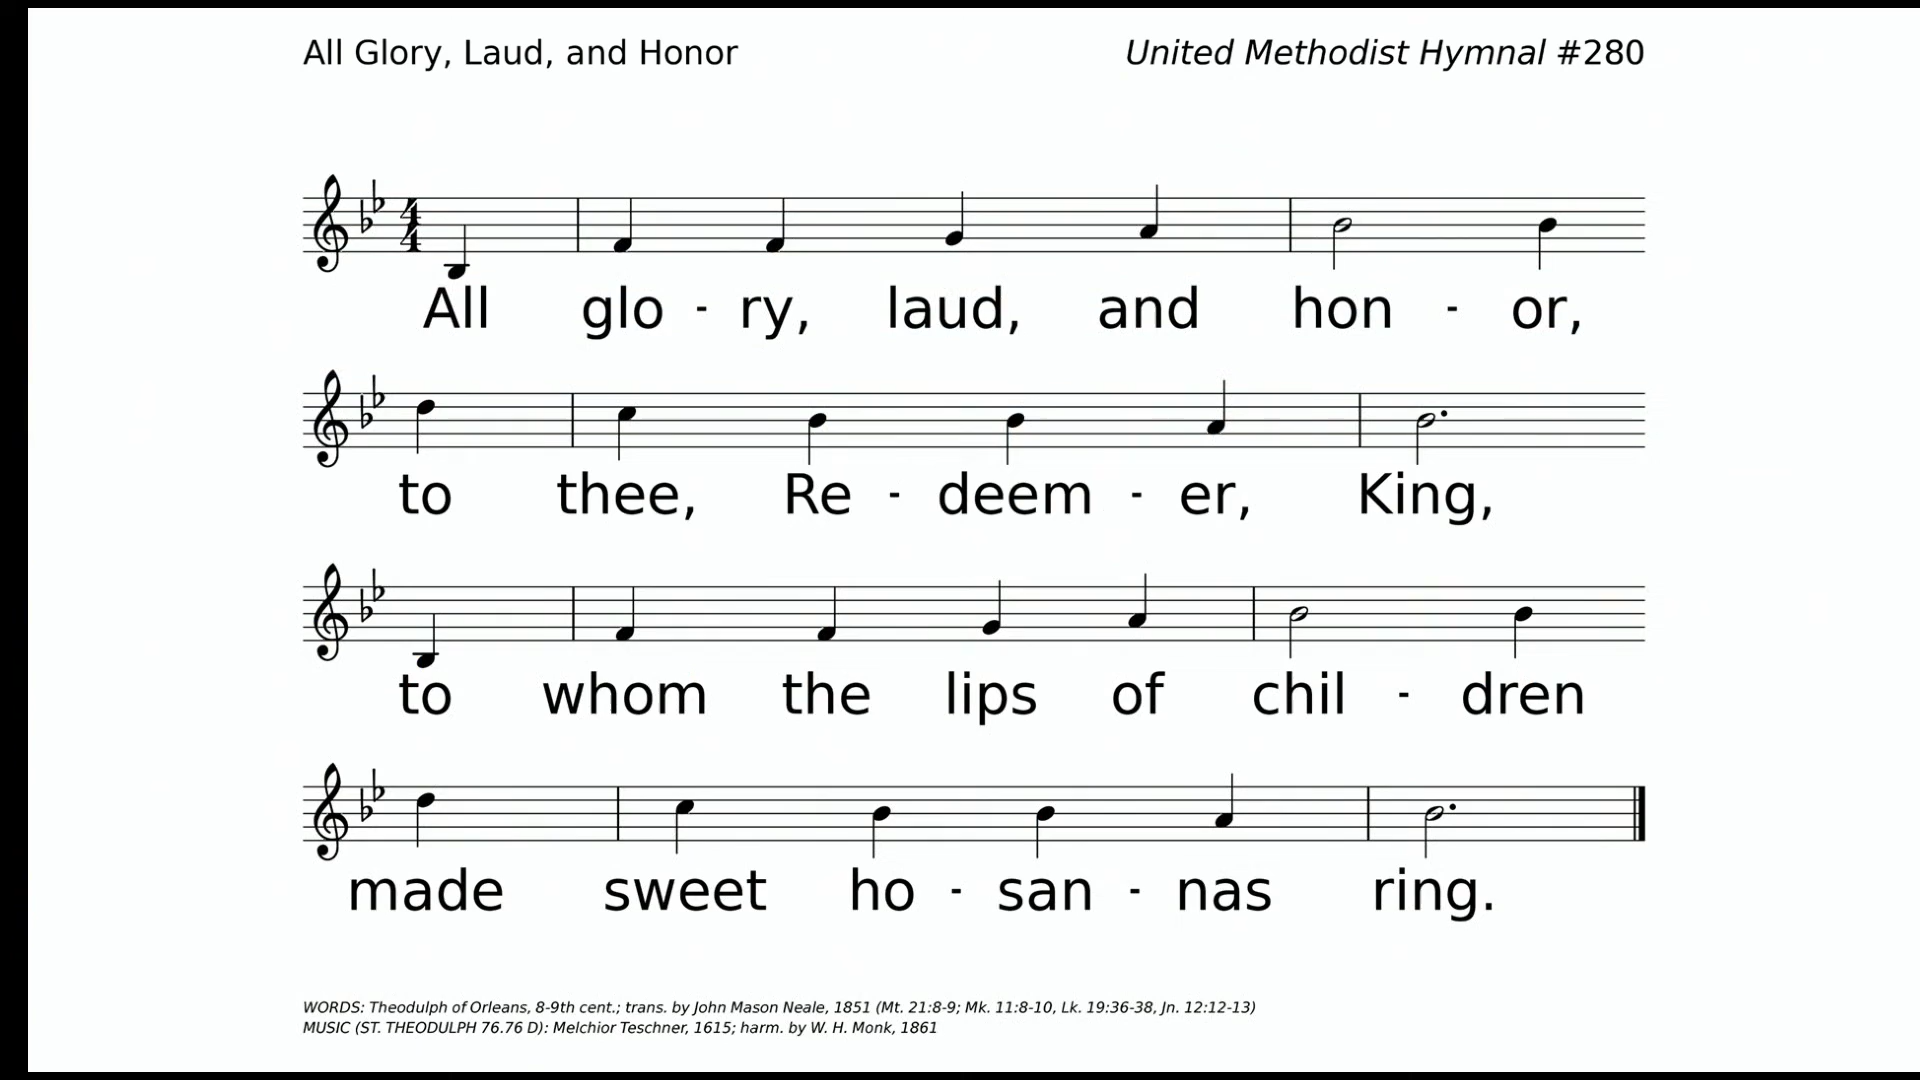 All Glory, Laud, and Honor United Methodist Hymnal #280
All glo - ry, laud, and hon - or,
to thee, Re - deem - er, King,
to whom the lips of chil - dren
made sweet ho - san - nas ring.
WORDS: Theodulph of Orleans, 8-9th cent.; trans. by John Mason Neale, 1851 (Mt. 21:8-9; Mk. 11:8-10, Lk. 19:36-38, Jn. 12:12-13)
MUSIC (ST. THEODULPH 76.76 D): Melchior Teschner, 1615; harm. by W. H. Monk, 1861